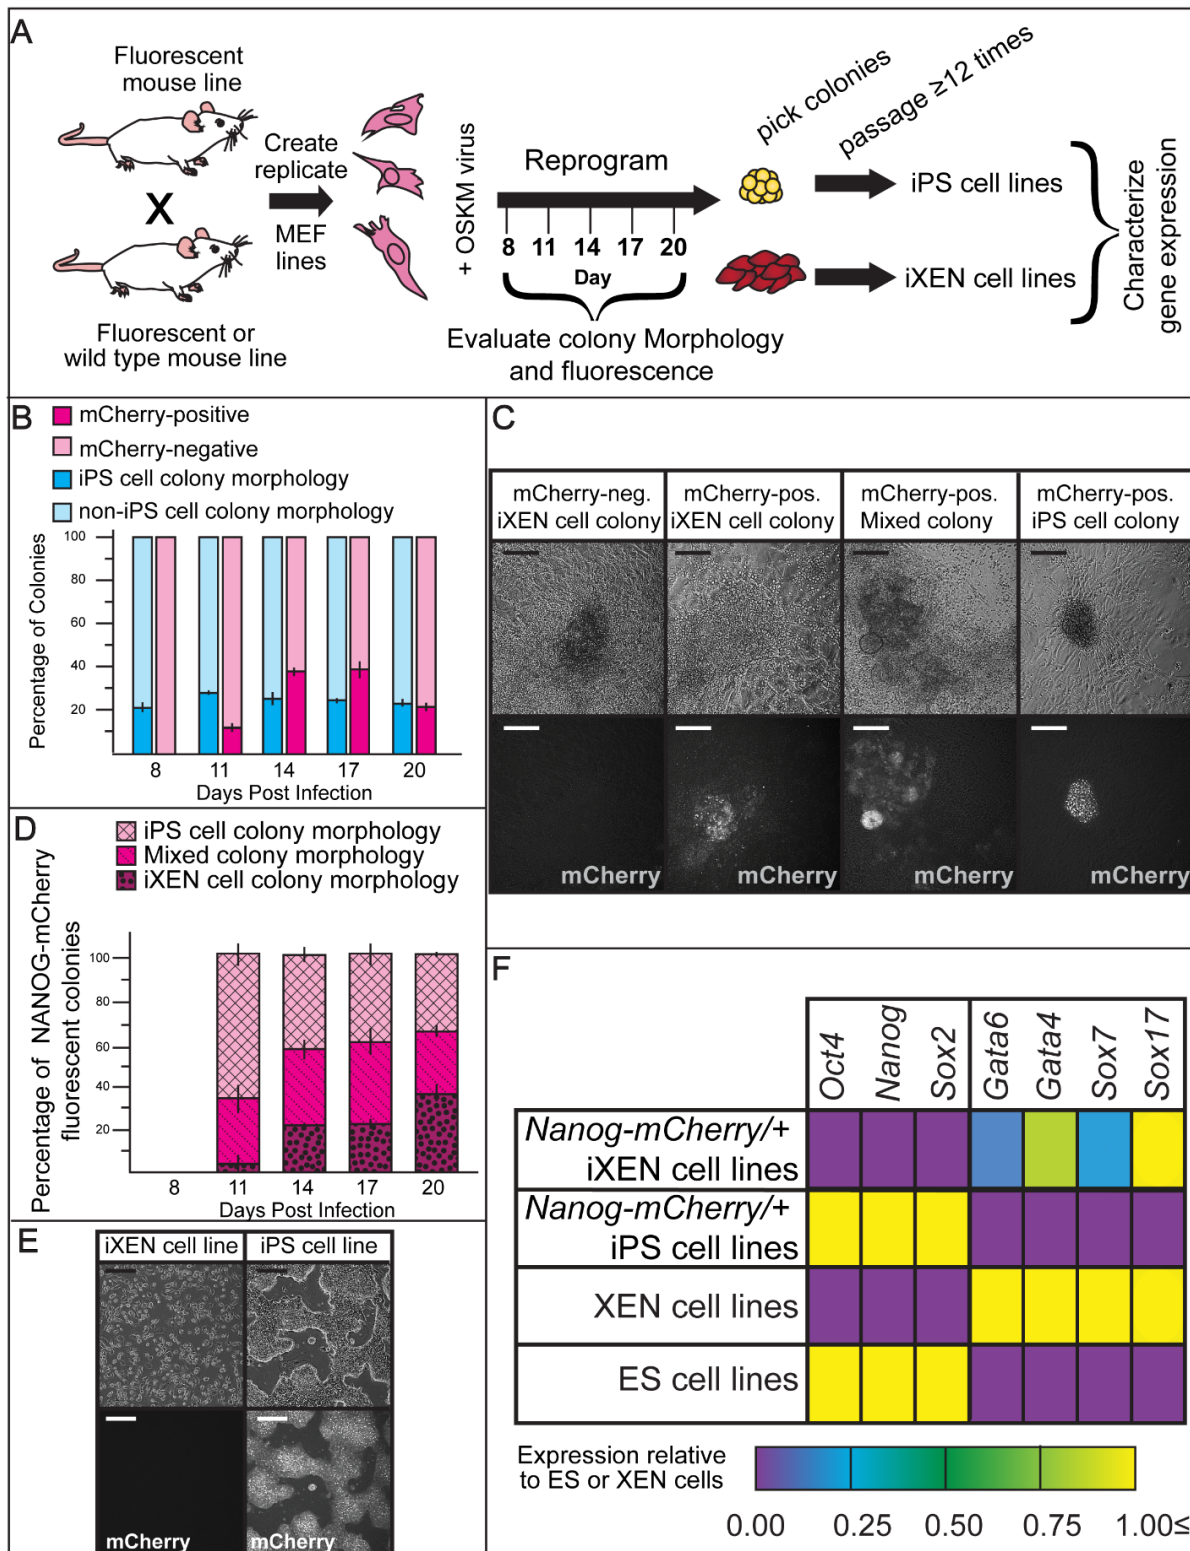 A
Fluorescent
mouse line
X
Fluorescent or
wild type mouse line
Create
replicate
MEF
lines
+ OSKM virus
Reprogram
8 11 14 17 20
Day
Evaluate colony Morphology
and fluorescence
pick colonies
passage ≥12 times
iPS cell lines
iXEN cell lines
Characterize
gene expression
B
mCherry-positive
mCherry-negative
iPS cell colony morphology
non-iPS cell colony morphology
Percentage of Colonies
100
80
60
40
20
8 11 14 17 20
Days Post Infection
C
mCherry-neg.
iXEN cell colony
mCherry-pos.
iXEN cell colony
mCherry-pos.
Mixed colony
mCherry-pos.
iPS cell colony
mCherry
mCherry
mCherry
D
iPS cell colony morphology
Mixed colony morphology
iXEN cell colony morphology
Percentage of NANOG-mCherry
fluorescent colonies
100
80
60
40
20
8 11 14 17 20
Days Post Infection
E
iXEN cell line
iPS cell line
mCherry
mCherry
F
Oct4
Nanog
Sox2
Gata6
Gata4
Sox7
Sox17
Nanog-mCherry/+
iXEN cell lines
Nanog-mCherry/+
iPS cell lines
XEN cell lines
ES cell lines
Expression relative
to ES or XEN cells
0.00 0.25 0.50 0.75 1.00≤